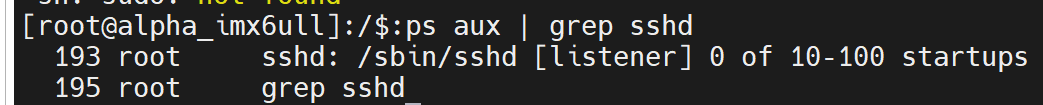 [root@alpha_imx6ull]:/$:ps aux | grep sshd
  193 root     sshd: /sbin/sshd [listener] 0 of 10-100 startups
  195 root     grep sshd